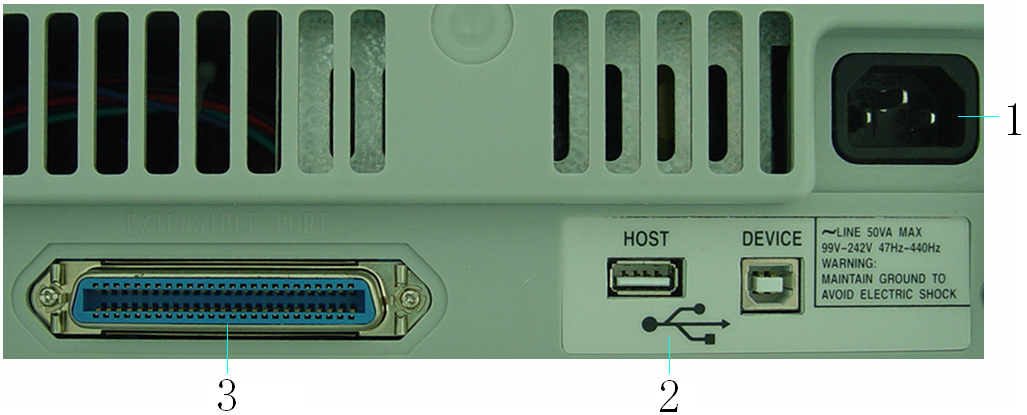 1
EXTENSIBLE PORT
HOST
DEVICE
~LINE 50VA MAX
99V-242V 47Hz-440Hz
WARNING:
MAINTAIN GROUND TO
AVOID ELECTRIC SHOCK
3
2